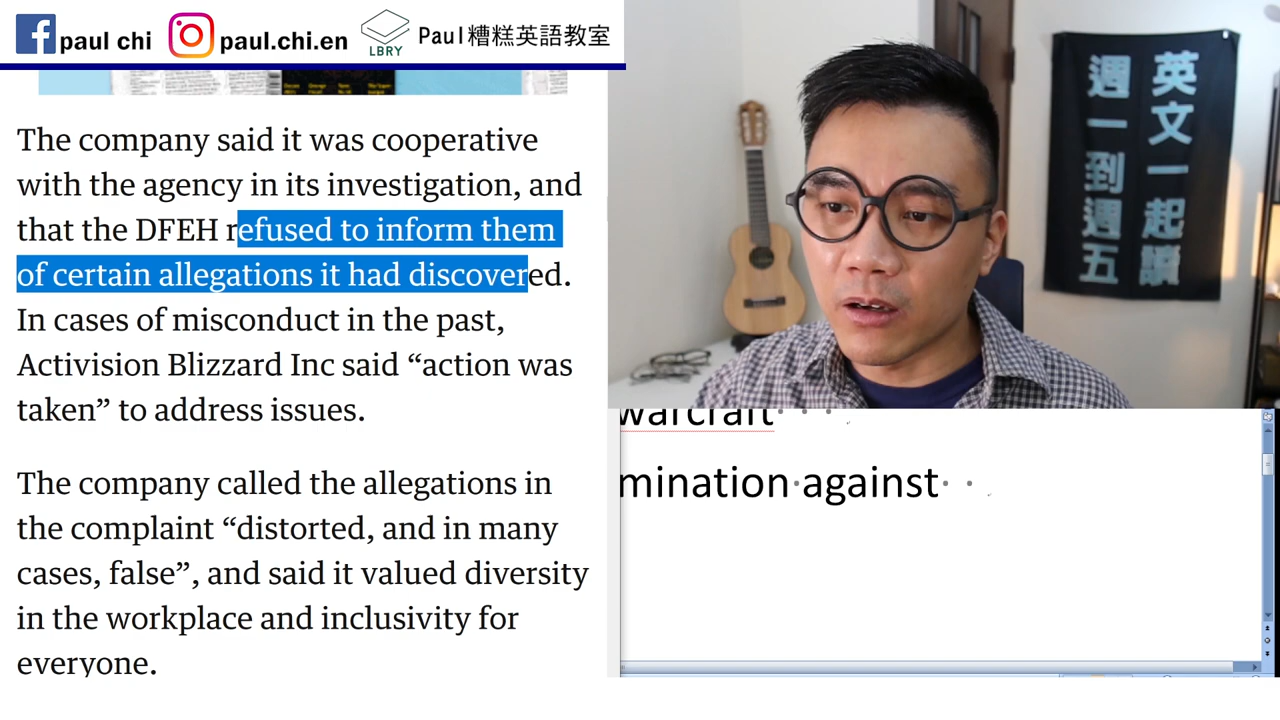 paul chi
paul.chi.en
LBRY
Paul糟糕英語教室
The company said it was cooperative
with the agency in its investigation, and
that the DFEH refused to inform them
of certain allegations it had discovered.
In cases of misconduct in the past,
Activision Blizzard Inc said “action was
taken” to address issues.
The company called the allegations in
the complaint “distorted, and in many
cases, false”, and said it valued diversity
in the workplace and inclusivity for
everyone.
英文一起讀
週一到週五
warcraft
mination against